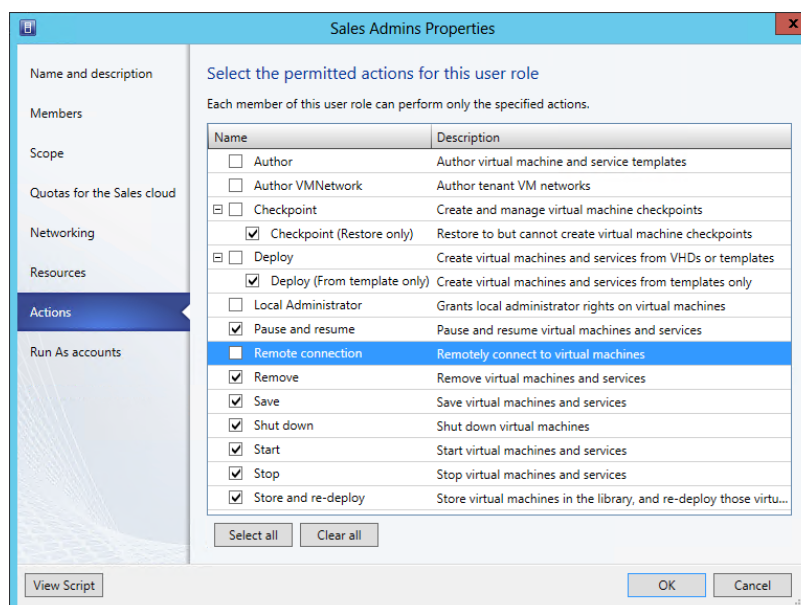 Sales Admins Properties
x
Name and description
Members
Scope
Quotas for the Sales cloud
Networking
Resources
Actions
Run As accounts
Select the permitted actions for this user role
Each member of this user role can perform only the specified actions.
Name Description
Author Author virtual machine and service templates
Author VMNetwork Author tenant VM networks
Checkpoint Create and manage virtual machine checkpoints
Checkpoint (Restore only) Restore to but cannot create virtual machine checkpoints
Deploy Create virtual machines and services from VHDs or templates
Deploy (From template only) Create virtual machines and services from templates only
Local Administrator Grants local administrator rights on virtual machines
Pause and resume Pause and resume virtual machines and services
Remote connection Remotely connect to virtual machines
Remove Remove virtual machines and services
Save Save virtual machines and services
Shut down Shut down virtual machines
Start Start virtual machines and services
Stop Stop virtual machines and services
Store and re-deploy Store virtual machines in the library, and re-deploy those virtu...
Select all Clear all
View Script OK Cancel